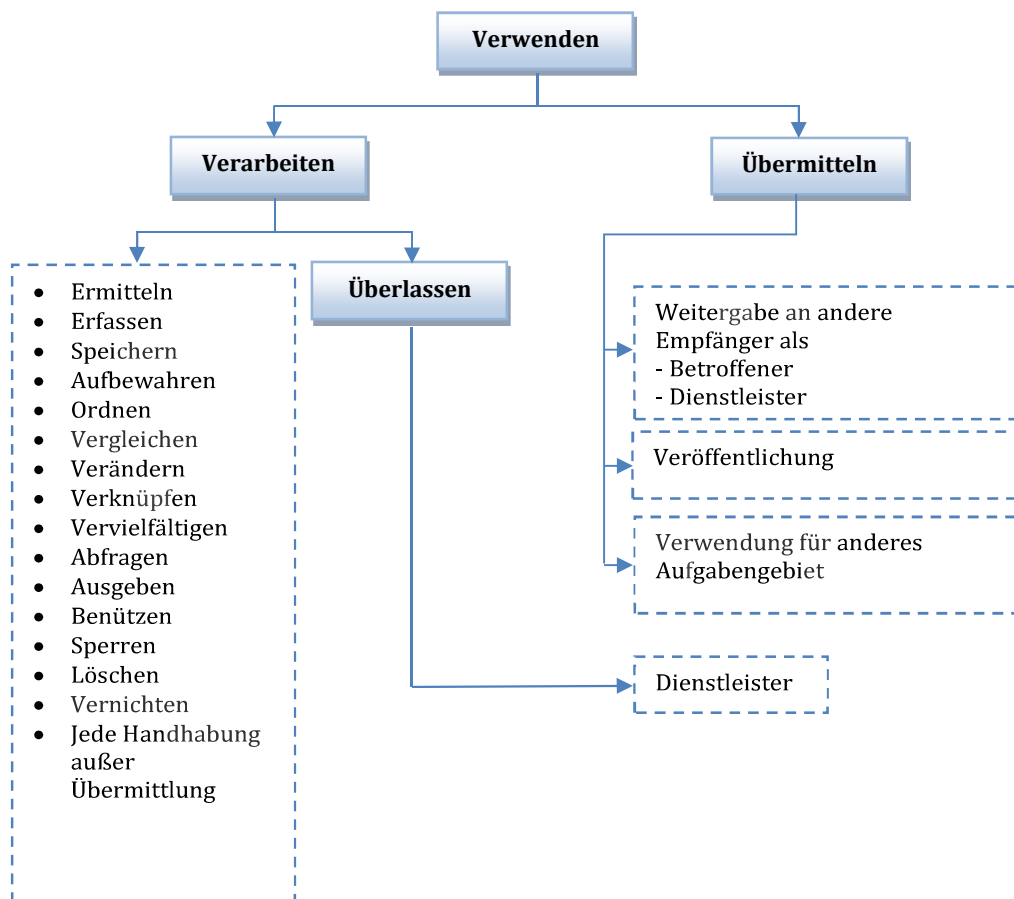 Verwenden
Verarbeiten
Übermitteln
• Ermitteln
• Erfassen
• Speichern
• Aufbewahren
• Ordnen
• Vergleichen
• Verändern
• Verknüpfen
• Vervielfältigen
• Abfragen
• Ausgeben
• Benützen
• Sperren
• Löschen
• Vernichten
• Jede Handhabung
außer
Übermittlung
Überlassen
Weitergabe an andere
Empfänger als
- Betroffener
- Dienstleister
Veröffentlichung
Verwendung für anderes
Aufgabengebiet
Dienstleister